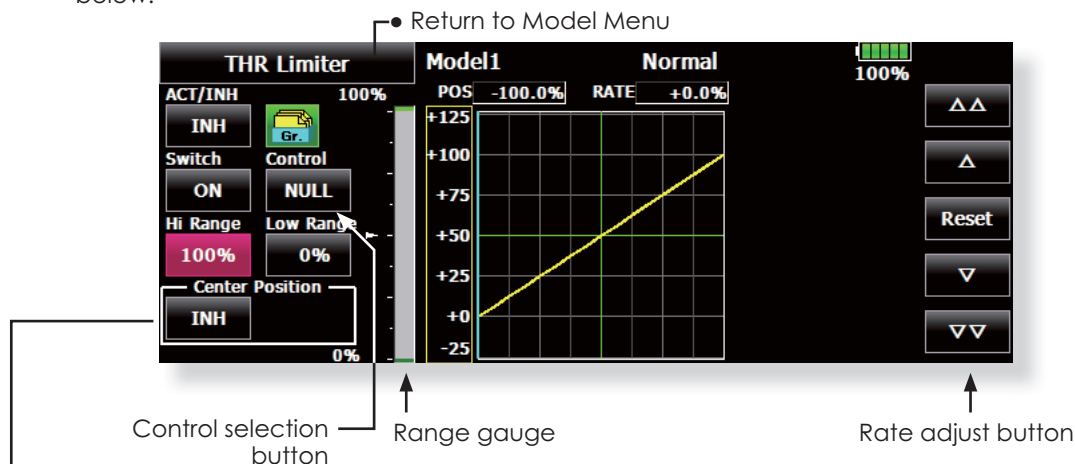 below.
Return to Model Menu
THR Limiter
Model1
Normal
100%
ACT/INH
100%
POS
-100.0%
RATE
+0.0%
INH
Gr.
Switch
Control
ON
NULL
Hi Range
Low Range
100%
0%
Center Position
INH
0%
+125
+100
+75
+50
+25
+0
-25
Reset
Control selection
button
Range gauge
Rate adjust button